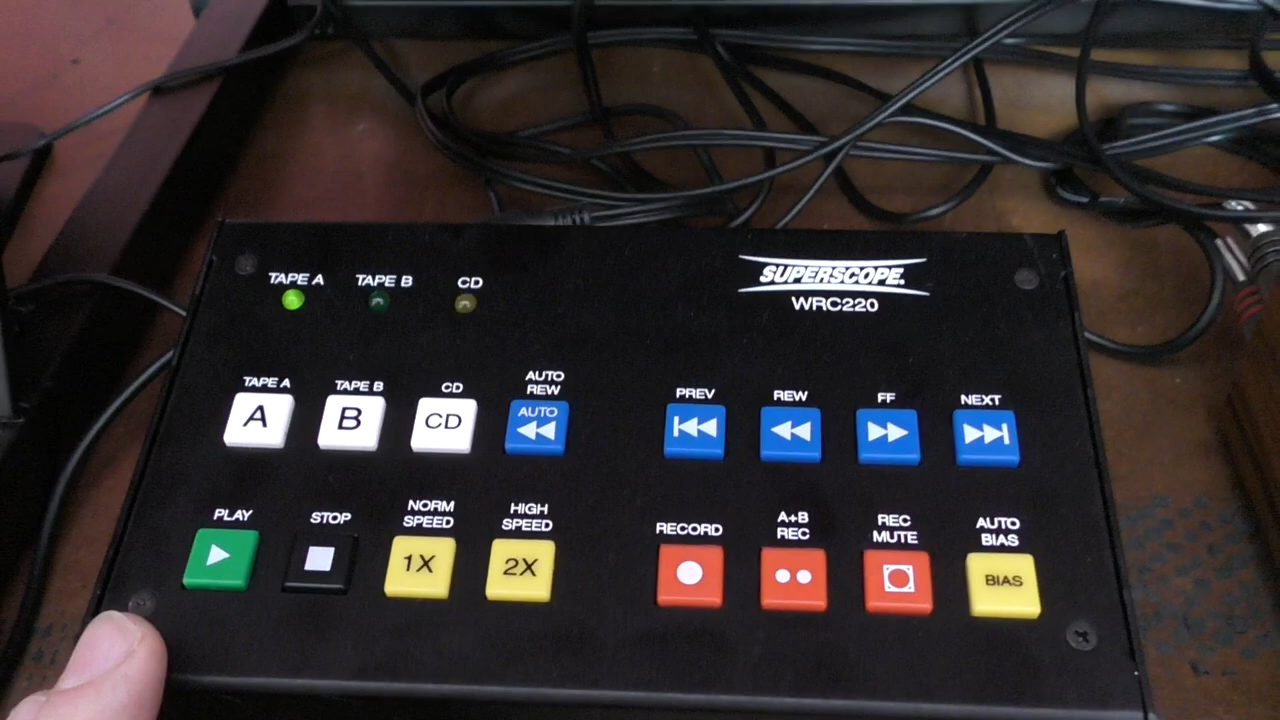 TAPE A TAPE B CD
SUPERSCOPE.
WRC220
TAPE A TAPE B CD AUTO REW
A B CD AUTO
PREV REW FF NEXT
PLAY STOP NORM SPEED HIGH SPEED
1X 2X
RECORD A+B REC REC MUTE AUTO BIAS
BIAS